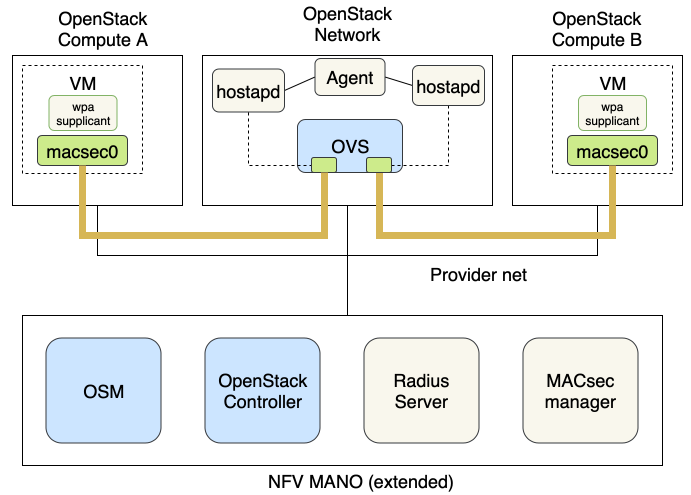 OpenStack
Compute A
OpenStack
Network
OpenStack
Compute B
VM
wpa
supplicant
macsec0
hostapd
Agent
hostapd
OVS
VM
wpa
supplicant
macsec0
Provider net
OSM
OpenStack
Controller
Radius
Server
MACsec
manager
NFV MANO (extended)